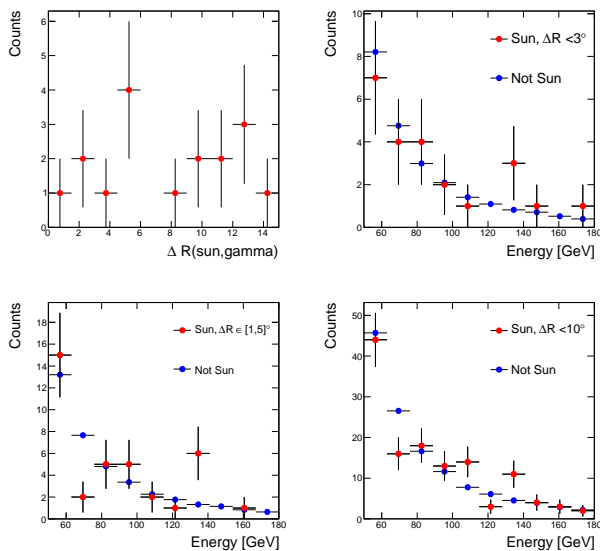 Counts
6
5
4
3
2
1
0
0 2 4 6 8 10 12 14
Δ R(sun,gamma)
Counts
10
8
6
4
2
0
Sun, ΔR <3°
Not Sun
60 80 100 120 140 160 180
Energy [GeV]
Counts
18
16
14
12
10
8
6
4
2
0
Sun, ΔR ∈ [1,5]°
Not Sun
60 80 100 120 140 160 180
Energy [GeV]
Counts
50
40
30
20
10
0
Sun, ΔR <10°
Not Sun
60 80 100 120 140 160 180
Energy [GeV]